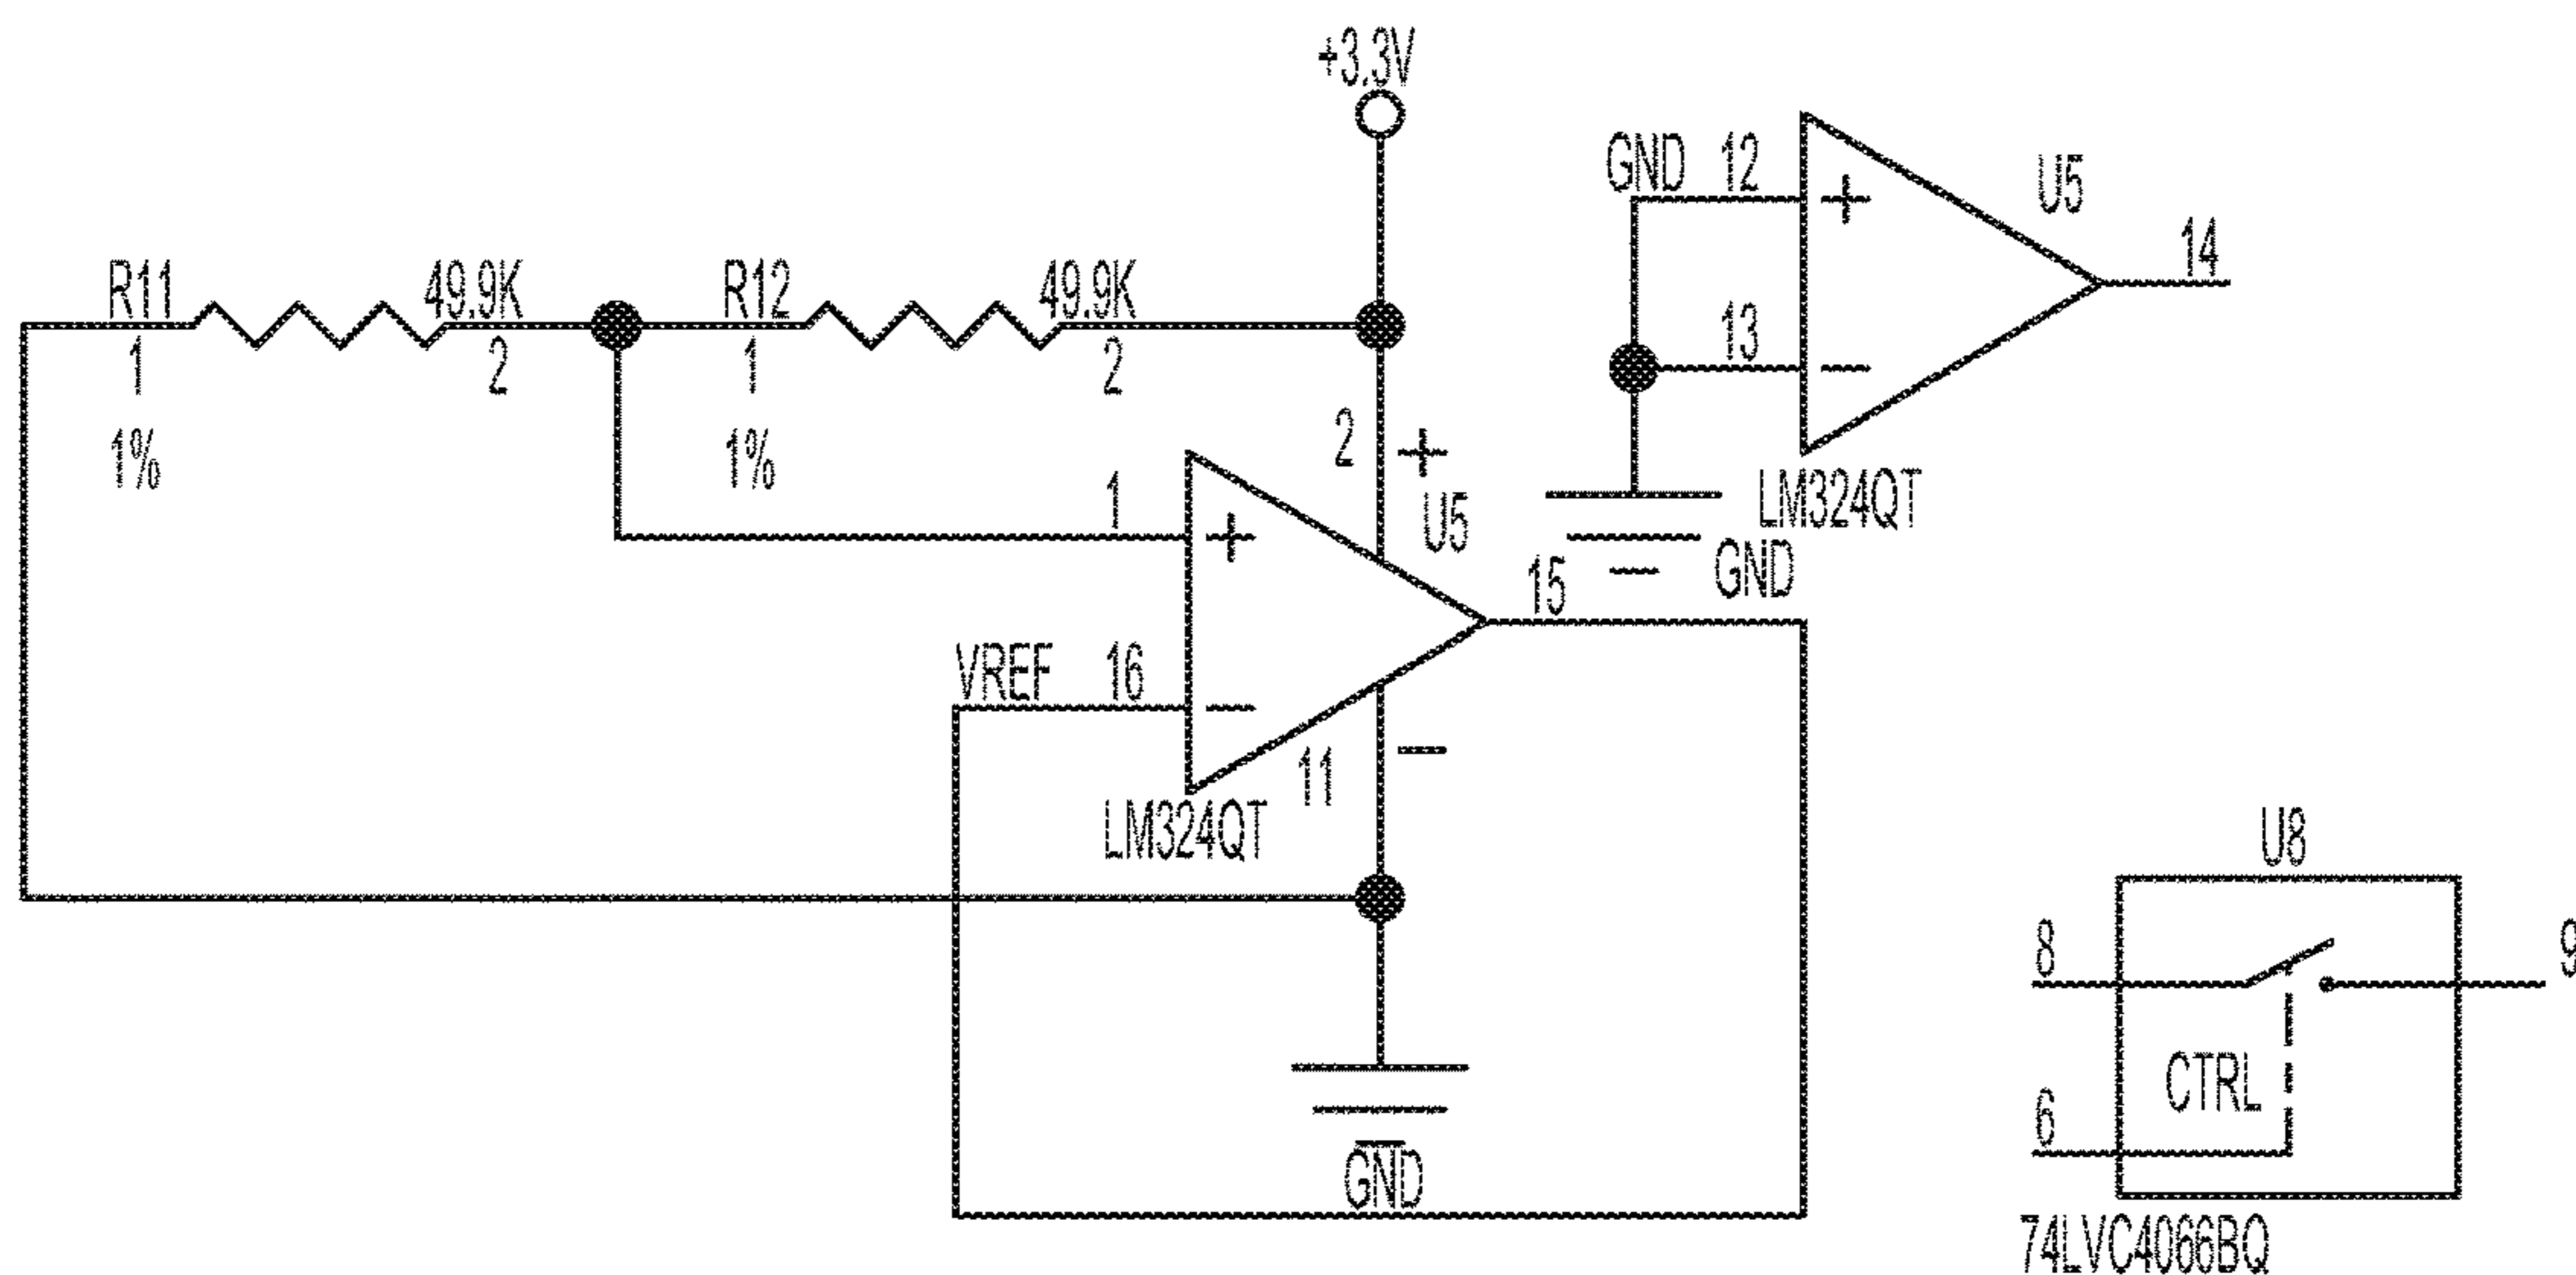 +3.3V
R11 49.9K
1 2
1%
R12 49.9K
1 2
1%
2 +
U5
1
+
VREF 16
-
15
11 -
LM324QT
GND
GND 12
+
13
-
U5
14
LM324QT
GND
U8
8
9
CTRL
6
74LVC4066BQ